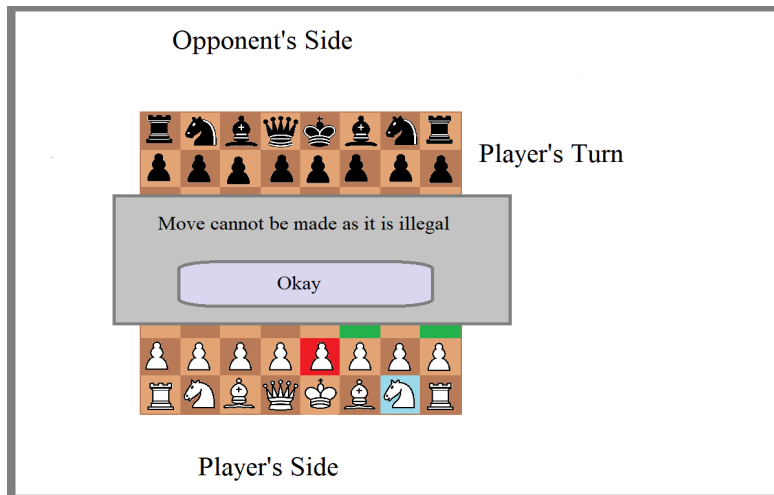 Opponent's Side
Player's Turn
Move cannot be made as it is illegal
Okay
Player's Side